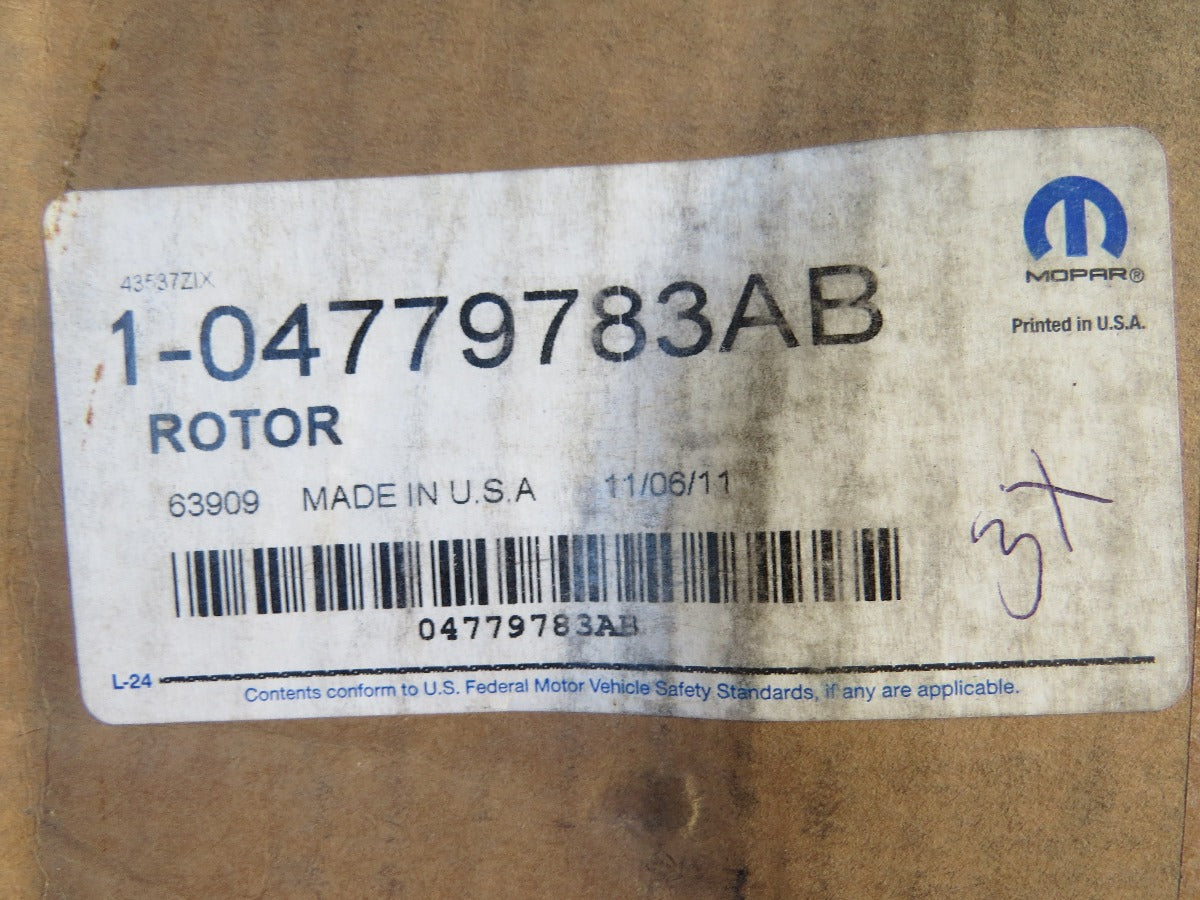 43537ZIX
1-04779783AB
ROTOR
63909 MADE IN U.S.A 11/06/11
04779783AB
L-24
Contents conform to U.S. Federal Motor Vehicle Safety Standards, if any are applicable.
MOPAR®
Printed in U.S.A.
3X